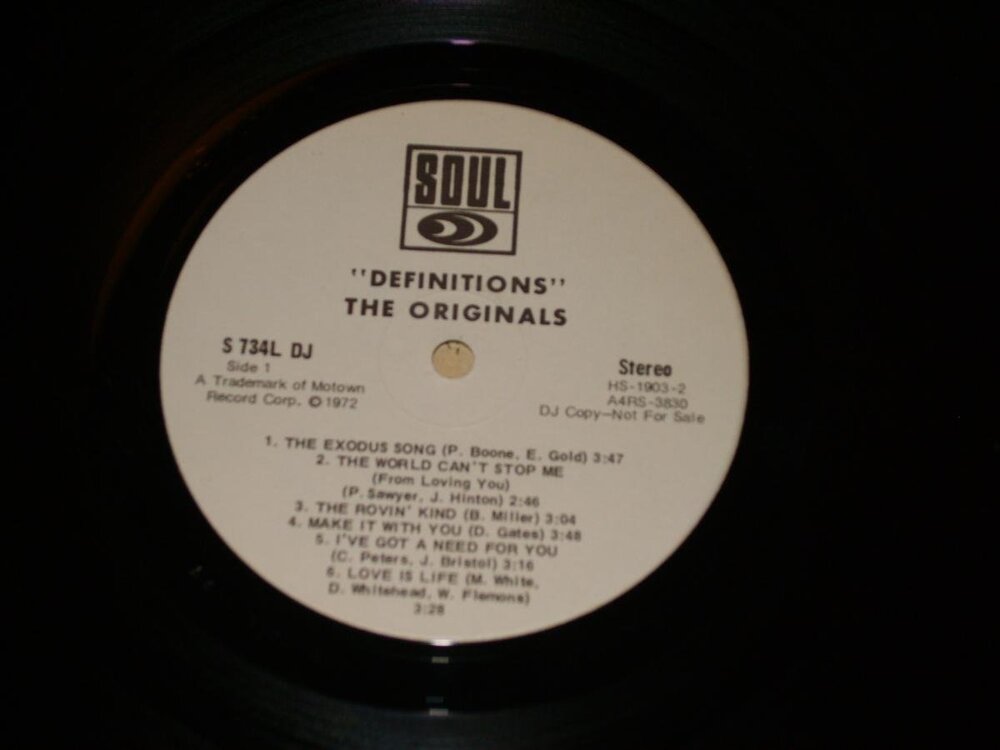 SOUL
"DEFINITIONS"
THE ORIGINALS
S 734L DJ
Side 1
A Trademark of Motown
Record Corp. © 1972
Stereo
HS-1903-2
A4RS-3830
DJ Copy—Not For Sale
1. THE EXODUS SONG (P. Boone, E. Gold) 3:47
2. THE WORLD CAN'T STOP ME
(From Loving You)
(P. Sawyer, J. Hinton) 2:46
3. THE ROVIN' KIND (B. Miller) 3:04
4. MAKE IT WITH YOU (D. Gates) 3:48
5. I'VE GOT A NEED FOR YOU
(C. Peters, J. Bristol) 3:16
6. LOVE IS LIFE (M. White,
D. Whitehead, W. Flemons)
3:28